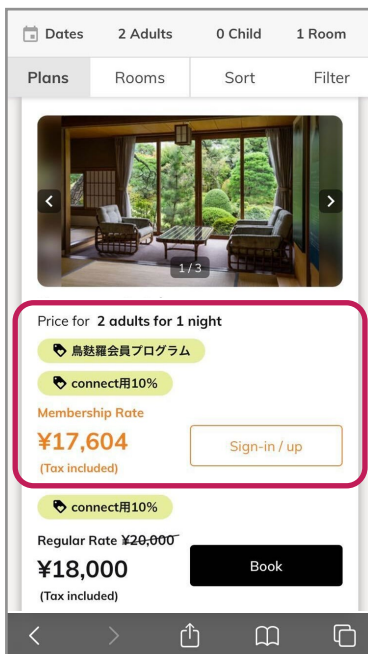 Dates 2 Adults 0 Child 1 Room
Plans Rooms Sort Filter
1/3
Price for 2 adults for 1 night
鳥麩羅会員プログラム
connect用10%
Membership Rate
¥17,604
Sign-in / up
(Tax included)
connect用10%
Regular Rate ¥20,000
¥18,000
Book
(Tax included)